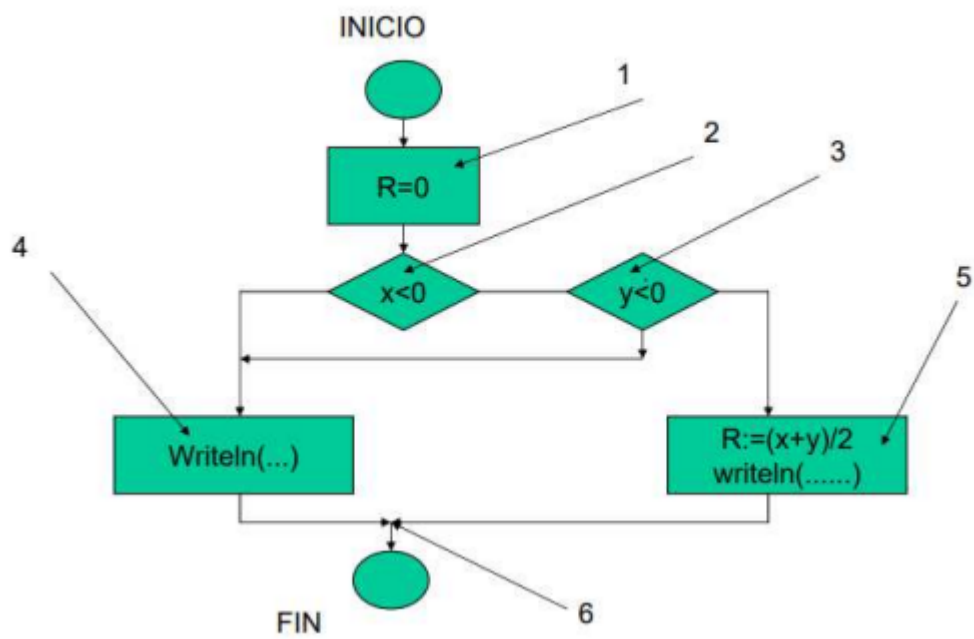 INICIO
1
2
3
R=0
4
x<0
y<0
5
Writeln(...)
R:=(x+y)/2
writeln(......)
6
FIN